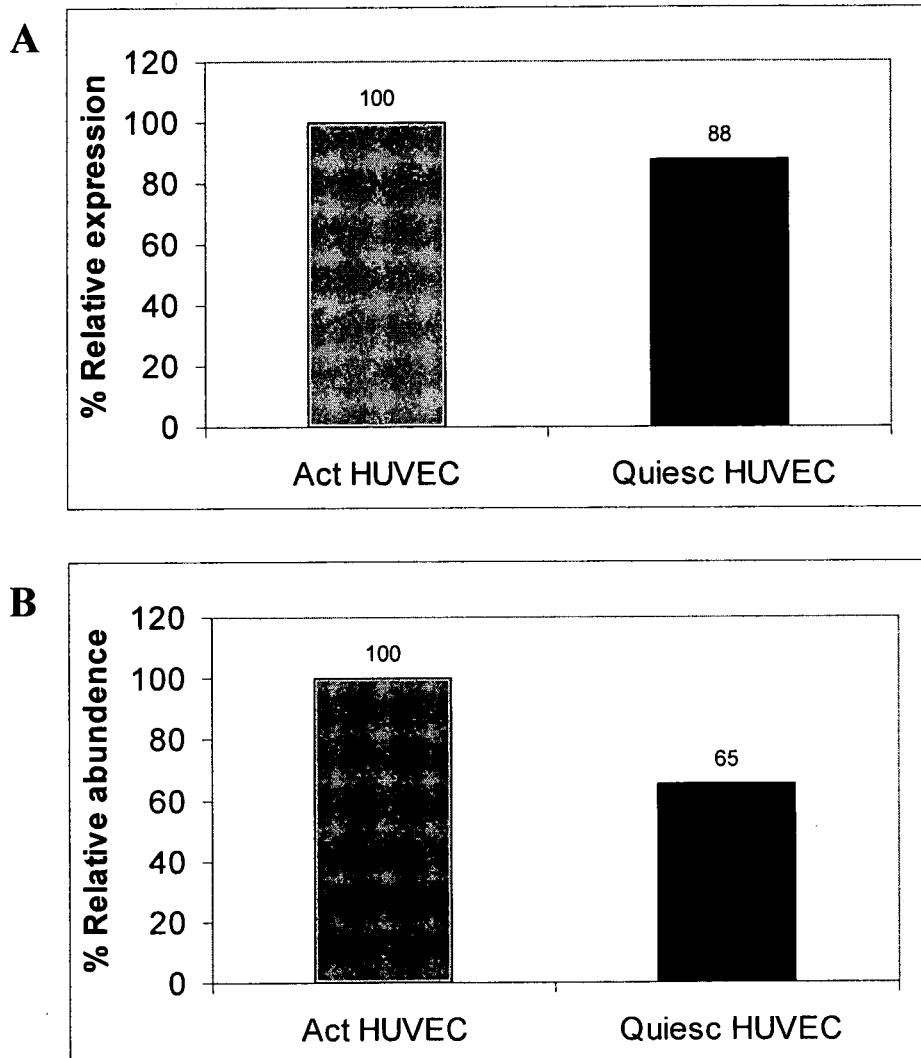 A
% Relative expression
120
100
80
60
40
20
0
100
88
Act HUVEC
Quiesc HUVEC
B
% Relative abundence
120
100
80
60
40
20
0
100
65
Act HUVEC
Quiesc HUVEC